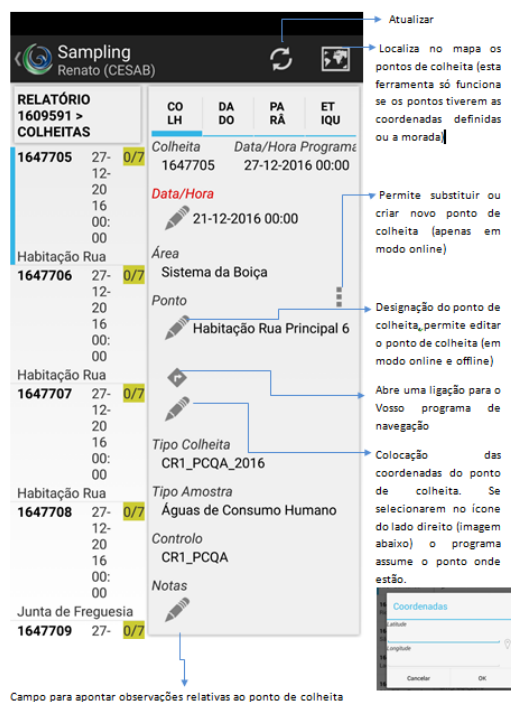 Sampling
Renato (CESAB)
RELATÓRIO
1609591 >
COLHEITAS
1647705 27- 0/7
12-
20
16
00:
00
Habitação Rua
1647706 27- 0/7
12-
20
16
00:
00
Habitação Rua
1647707 27- 0/7
12-
20
16
00:
00
Habitação Rua
1647708 27- 0/7
12-
20
16
00:
00
Junta de Freguesia
1647709 27- 0/7
CO DA PA ET
LH DO RÂ IQU
Colheita Data/Hora Programa
1647705 27-12-2016 00:00
Data/Hora
21-12-2016 00:00
Área
Sistema da Boiça
Ponto
Habitação Rua Principal 6
Tipo Colheita
CR1_PCQA_2016
Tipo Amostra
Águas de Consumo Humano
Controlo
CR1_PCQA
Notas
Atualizar
Localiza no mapa os
pontos de colheita (esta
ferramenta só funciona
se os pontos tiverem as
coordenadas definidas
ou a morada)
Permite substituir ou
criar novo ponto de
colheita (apenas em
modo online)
Designação do ponto de
colheita, permite editar
o ponto de colheita (em
modo online e offline)
Abre uma ligação para o
Vosso programa de
navegação
Colocação das
coordenadas do ponto
de colheita. Se
selecionarem no ícone
do lado direito (imagem
abaixo) o programa
assume o ponto onde
estão.
Coordenadas
Latitude
Longitude
Cancelar OK
Campo para apontar observações relativas ao ponto de colheita